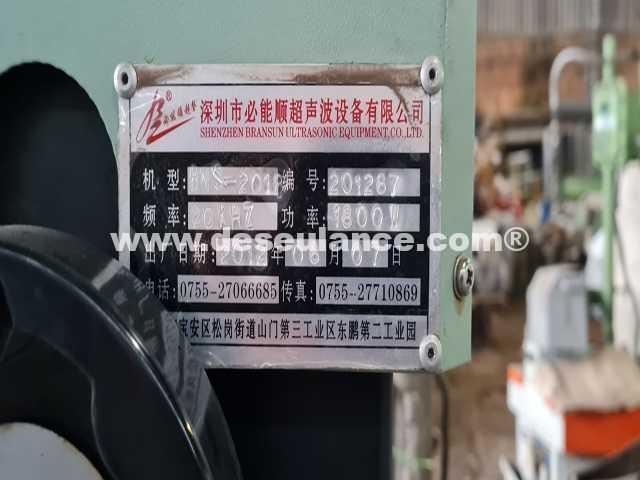 深圳市必能顺超声波设备有限公司
SHENZHEN BRANSUN ULTRASONIC EQUIPMENT CO.,LTD.
机 型: 编 号: 201287
频 率: 20KHZ 功 率: 1800W
www.deseulance.com®
出厂日期: 2012 年 06 月 07 日
电话: 0755-27066685 传真: 0755-27710869
宝安区松岗街道山门第三工业区东鹏第二工业园